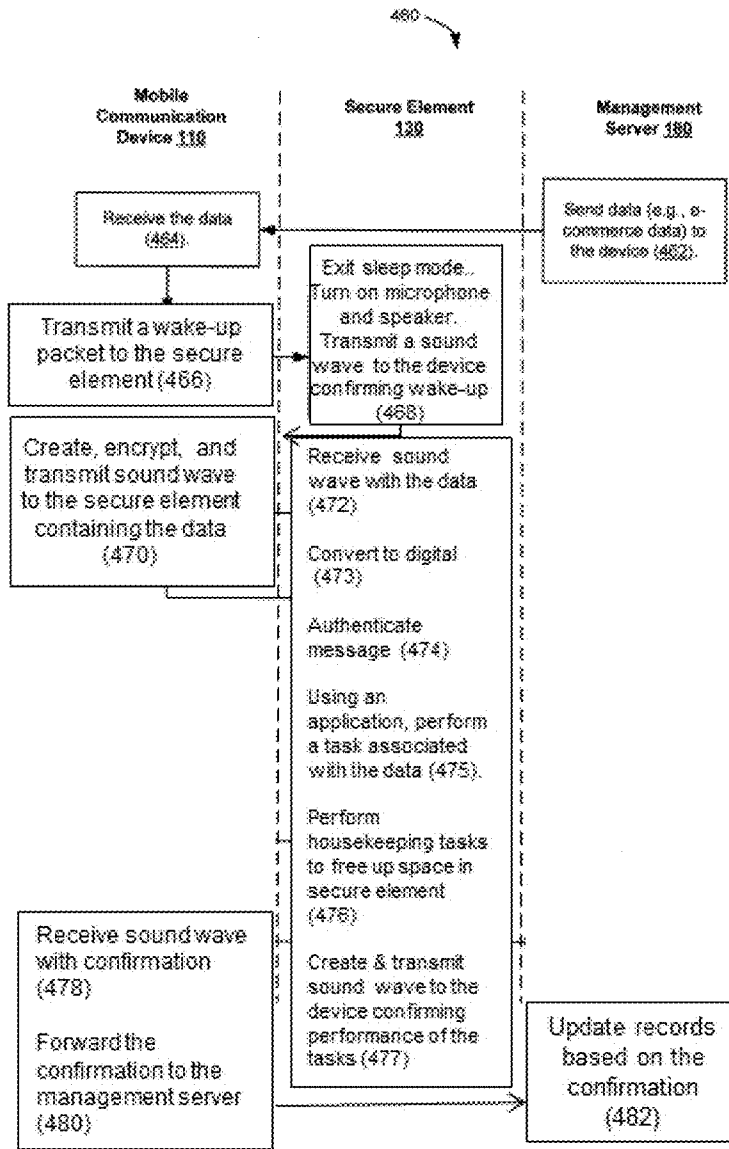 460
Mobile
Communication
Device 110
Secure Element
120
Management
Server 180
Receive the data
(464).
Send data (e.g., e-
commerce data) to
the device (462).
Exit sleep mode..
Turn on microphone
and speaker.
Transmit a sound
wave to the device
confirming wake-up
(468)
Transmit a wake-up
packet to the secure
element (466)
Create, encrypt, and
transmit sound wave
to the secure element
containing the data
(470)
Receive sound
wave with the data
(472)
Convert to digital
(473)
Authenticate
message (474)
Using an
application, perform
a task associated
with the data (475).
Perform
housekeeping tasks
to free up space in
secure element
(476)
Create & transmit
sound wave to the
device confirming
performance of the
tasks (477)
Receive sound wave
with confirmation
(478)
Forward the
confirmation to the
management server
(480)
Update records
based on the
confirmation
(482)